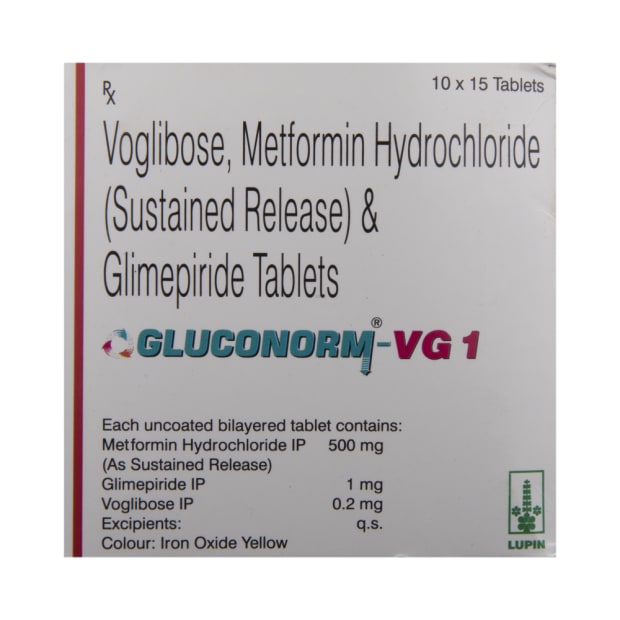 Rx
10 x 15 Tablets
Voglibose, Metformin Hydrochloride
(Sustained Release) &
Glimepiride Tablets
GLUCONORM®-VG 1
Each uncoated bilayered tablet contains:
Metformin Hydrochloride IP 500 mg
(As Sustained Release)
Glimepiride IP 1 mg
Voglibose IP 0.2 mg
Excipients: q.s.
Colour: Iron Oxide Yellow
LUPIN